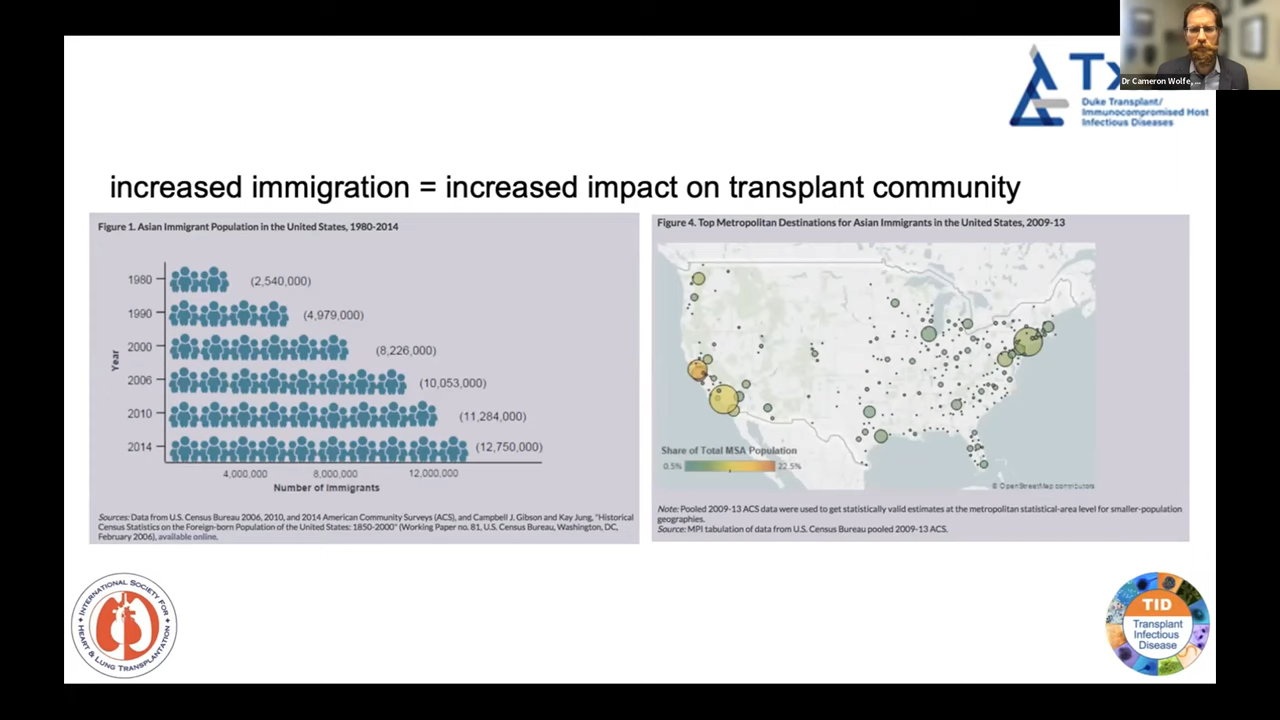 Dr Cameron Wolfe, ...
Duke Transplant/
Immunocompromised Host
Infectious Diseases
increased immigration = increased impact on transplant community
Figure 1. Asian Immigrant Population in the United States, 1980-2014
Year
1980
(2,540,000)
1990
(4,979,000)
2000
(8,226,000)
2006
(10,053,000)
2010
(11,284,000)
2014
(12,750,000)
4,000,000
8,000,000
12,000,000
Number of Immigrants
Sources: Data from U.S. Census Bureau 2006, 2010, and 2014 American Community Surveys (ACS), and Campbell J. Gibson and Kay Jung, "Historical
Census Statistics on the Foreign-born Population of the United States: 1850-2000" (Working Paper no. 81, U.S. Census Bureau, Washington, DC,
February 2006), available online.
Figure 4. Top Metropolitan Destinations for Asian Immigrants in the United States, 2009-13
Share of Total MSA Population
0.5%
22.5%
© OpenStreetMap contributors
Note: Pooled 2009-13 ACS data were used to get statistically valid estimates at the metropolitan statistical-area level for smaller-population
geographies.
Source: MPI tabulation of data from U.S. Census Bureau pooled 2009-13 ACS.
INTERNATIONAL SOCIETY FOR
HEART & LUNG TRANSPLANTATION
TID
Transplant
Infectious
Disease